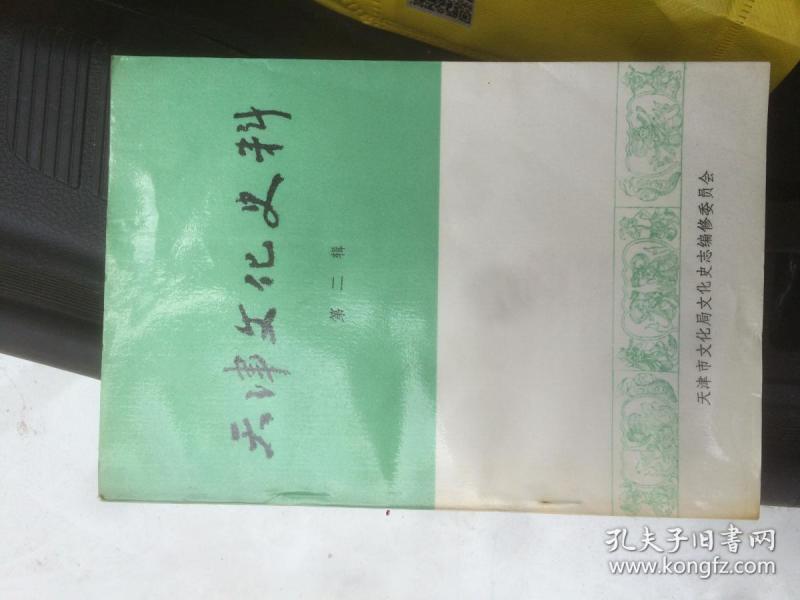 天津文化史料
第二辑
天津市文化局文化史志编修委员会
孔夫子旧书网
www.kongfz.com